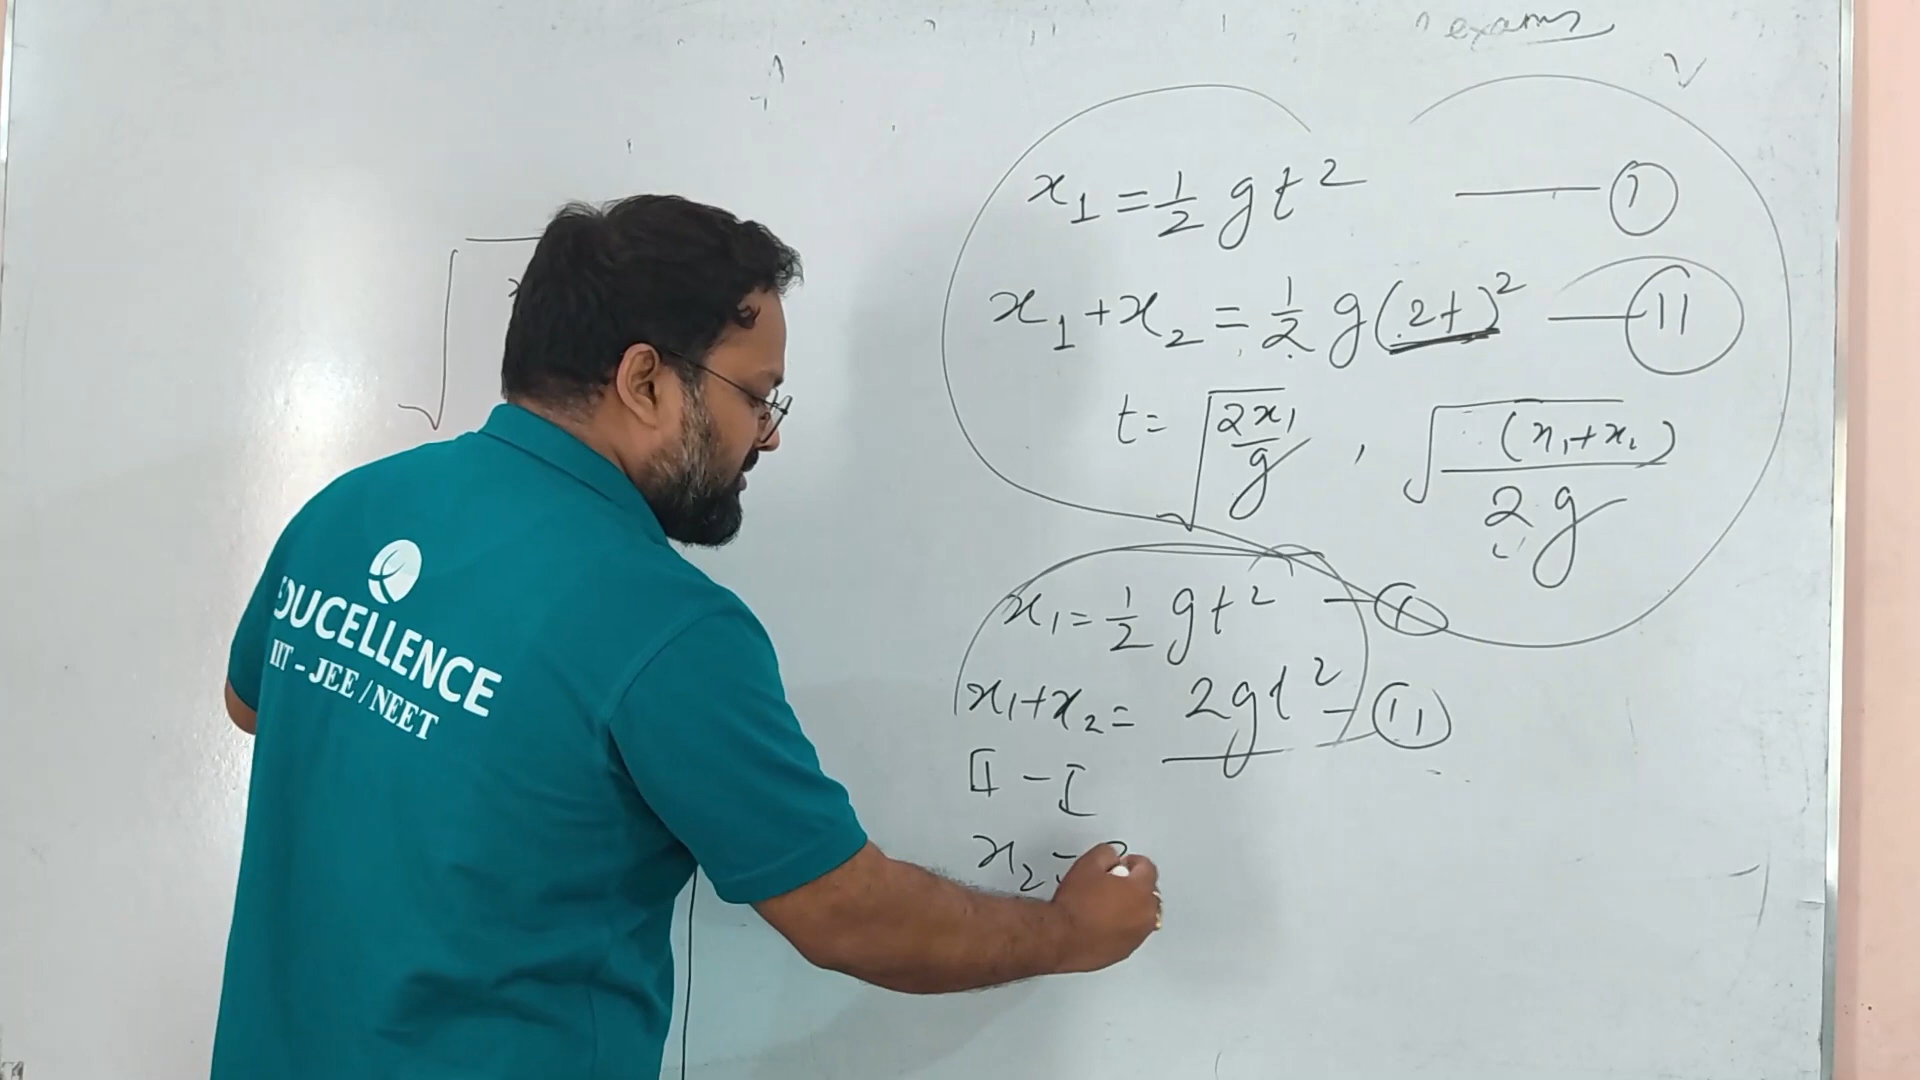 exams
x₁ = 1/2 gt² — I
x₁+x₂ = 1/2 g(2t)² — II
t = √(2x₁/g) , √((x₁+x₂)/2g)
x₁ = 1/2 gt² — I
x₁+x₂ = 2gt² — II
II - I
x₂ =
DUCELLENCE
IIT - JEE / NEET